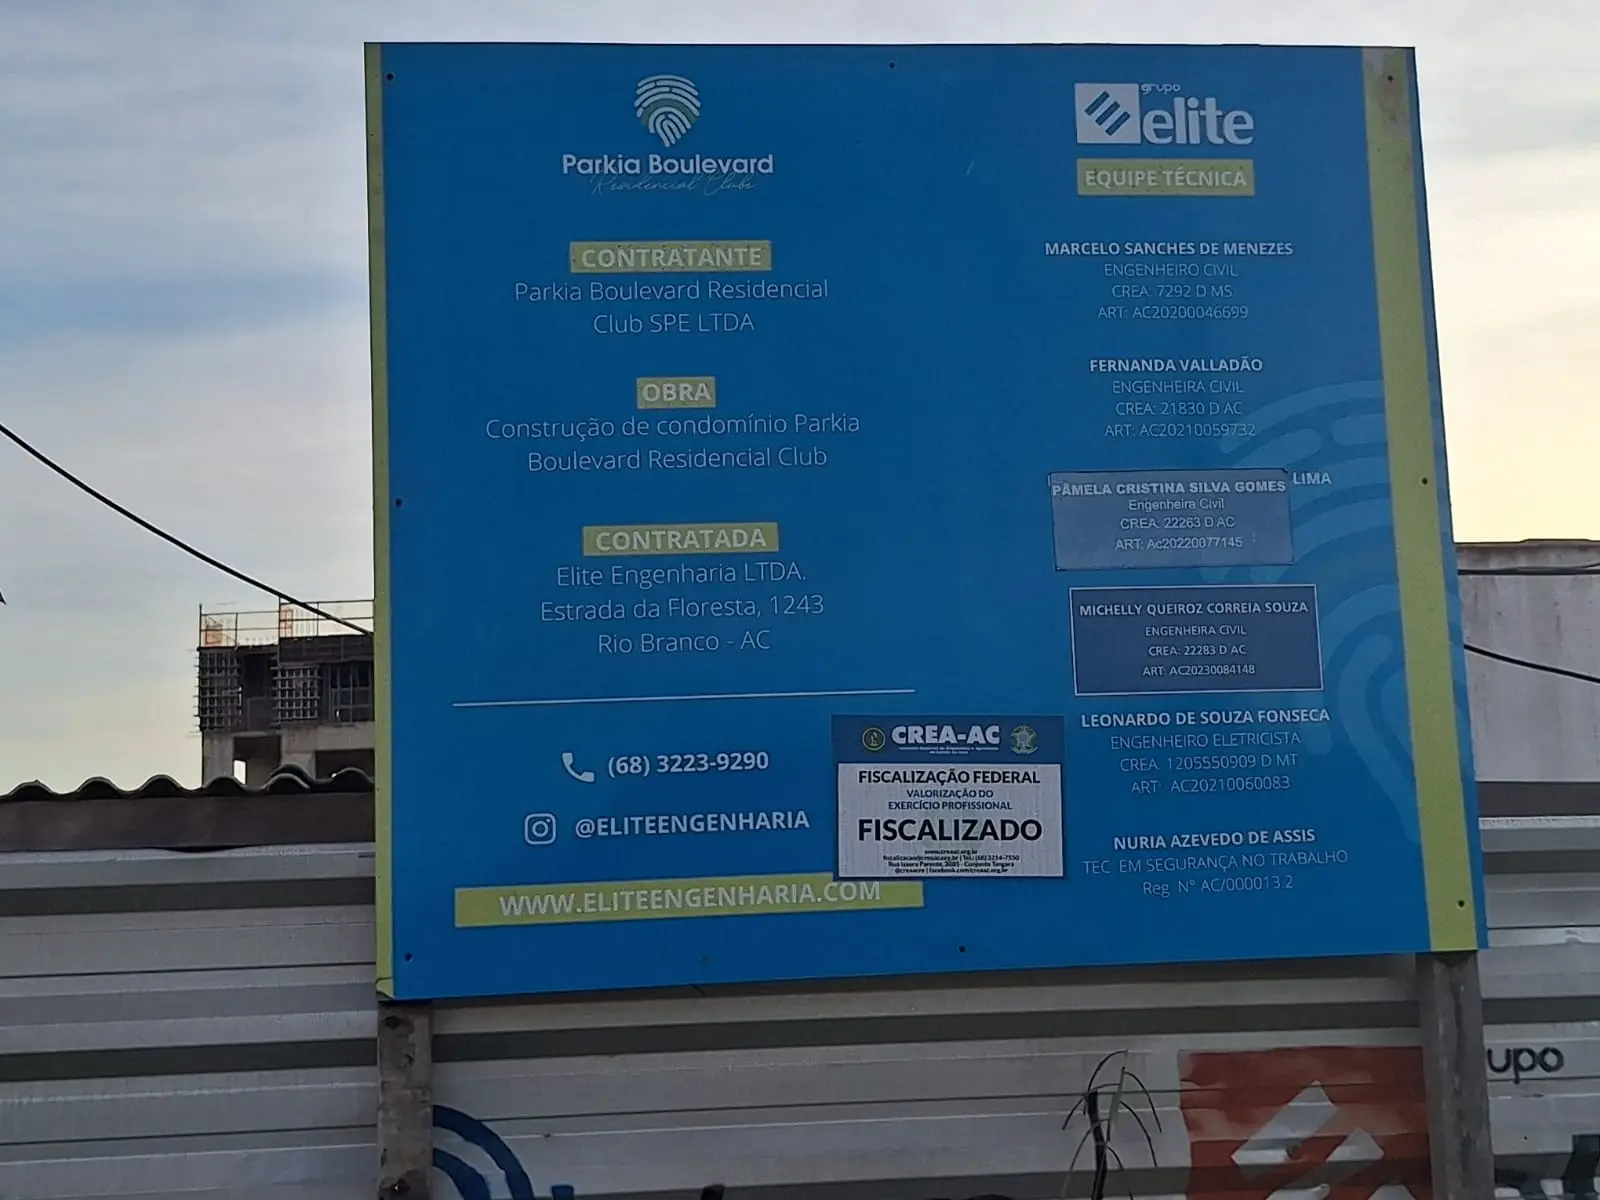 Parkia Boulevard
Residencial Clube
CONTRATANTE
Parkia Boulevard Residencial
Club SPE LTDA
OBRA
Construção de condomínio Parkia
Boulevard Residencial Club
CONTRATADA
Elite Engenharia LTDA.
Estrada da Floresta, 1243
Rio Branco - AC
(68) 3223-9290
@ELITEENGENHARIA
WWW.ELITEENGENHARIA.COM
grupo
elite
EQUIPE TÉCNICA
MARCELO SANCHES DE MENEZES
ENGENHEIRO CIVIL
CREA: 7292 D MS
ART: AC20200046699
FERNANDA VALLADÃO
ENGENHEIRA CIVIL
CREA: 21830 D AC
ART: AC20210059732
PÂMELA CRISTINA SILVA GOMES LIMA
Engenheira Civil
CREA: 22263 D AC
ART: Ac20220077145
MICHELLY QUEIROZ CORREIA SOUZA
ENGENHEIRA CIVIL
CREA: 22283 D AC
ART: AC20230084148
LEONARDO DE SOUZA FONSECA
ENGENHEIRO ELETRICISTA
CREA: 1205550909 D MT
ART: AC20210060083
NURIA AZEVEDO DE ASSIS
TEC EM SEGURANÇA NO TRABALHO
Reg. N° AC/000013.2
CREA-AC
FISCALIZAÇÃO FEDERAL
VALORIZAÇÃO DO
EXERCÍCIO PROFISSIONAL
FISCALIZADO
www.creaac.org.br
upo